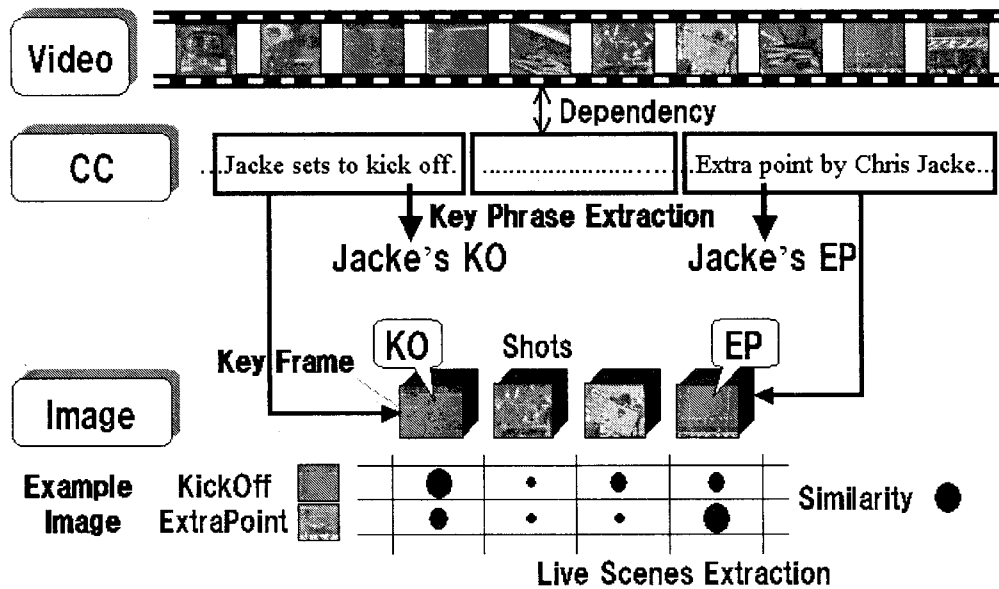 Video
Dependency
CC
....Jacke sets to kick off.
...............................
...Extra point by Chris Jacke...
Key Phrase Extraction
Jacke's KO
Jacke's EP
KO
Shots
EP
Key Frame
Image
Example
Image
KickOff
ExtraPoint
Similarity
Live Scenes Extraction